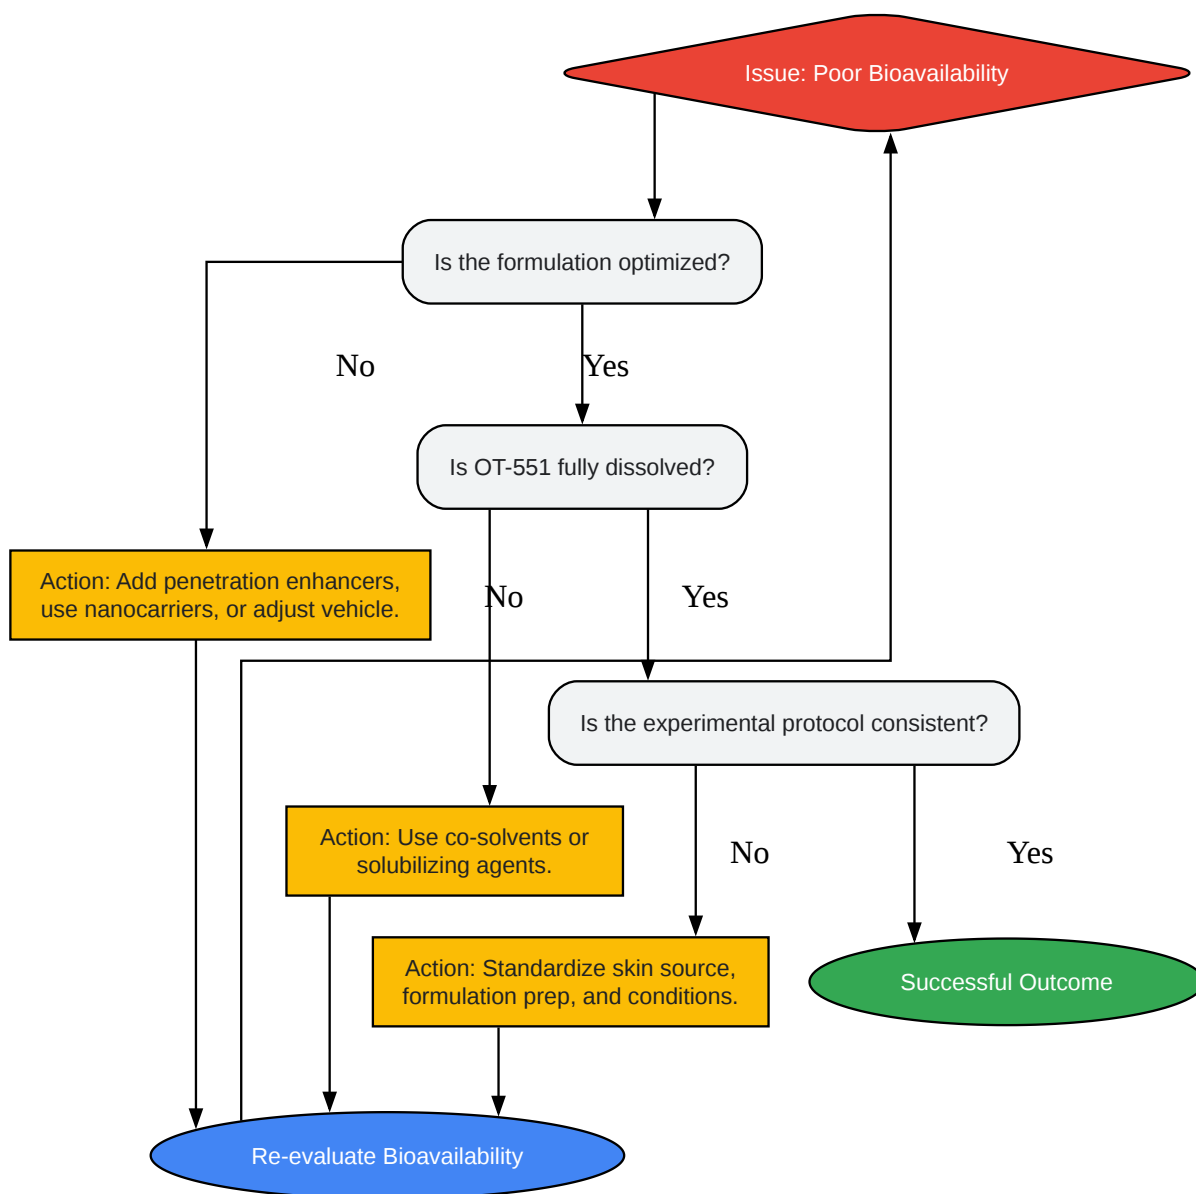 Issue: Poor Bioavailability
Is the formulation optimized?
No
Yes
Is OT-551 fully dissolved?
Action: Add penetration enhancers,
use nanocarriers, or adjust vehicle.
No
Yes
Is the experimental protocol consistent?
Action: Use co-solvents or
solubilizing agents.
No
Yes
Action: Standardize skin source,
formulation prep, and conditions.
Successful Outcome
Re-evaluate Bioavailability